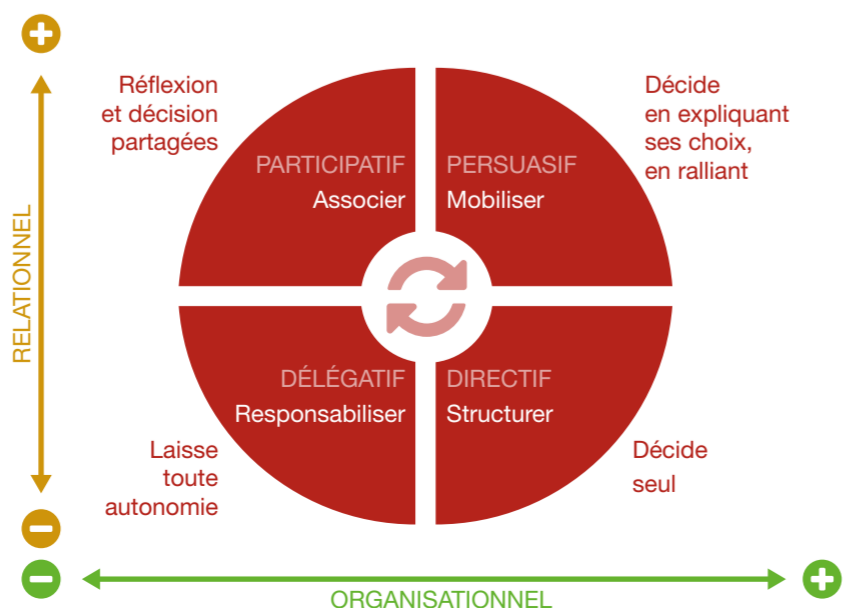 Réflexion
et décision
partagées
Décide
en expliquant
ses choix,
en ralliant
PARTICIPATIF
Associer
PERSUASIF
Mobiliser
RELATIONNEL
DÉLÉGATIF
Responsabiliser
DIRECTIF
Structurer
Laisse
toute
autonomie
Décide
seul
ORGANISATIONNEL